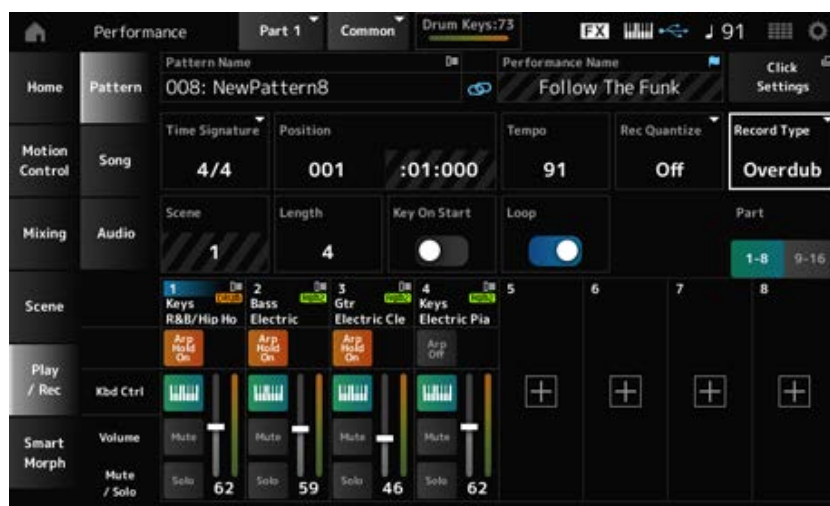 Performance
Part 1
Common
Drum Keys:73
FX
♩ 91
Home
Pattern
Pattern Name
008: NewPattern8
Performance Name
Follow The Funk
Click
Settings
Motion
Control
Song
Time Signature
4/4
Position
001 :01:000
Tempo
91
Rec Quantize
Off
Record Type
Overdub
Mixing
Audio
Scene
1
Length
4
Key On Start
Loop
Part
1-8 9-16
Scene
1
Keys
R&B/Hip Ho
2
Bass
Electric
3
Gtr
Electric Cle
4
Keys
Electric Pia
5
6
7
8
Arp
Hold
On
Arp
Hold
On
Arp
Hold
On
Arp
Off
Play
/ Rec
Kbd Ctrl
Smart
Morph
Volume
Mute Mute Mute Mute
Mute
/ Solo
Solo 62 Solo 59 Solo 46 Solo 62